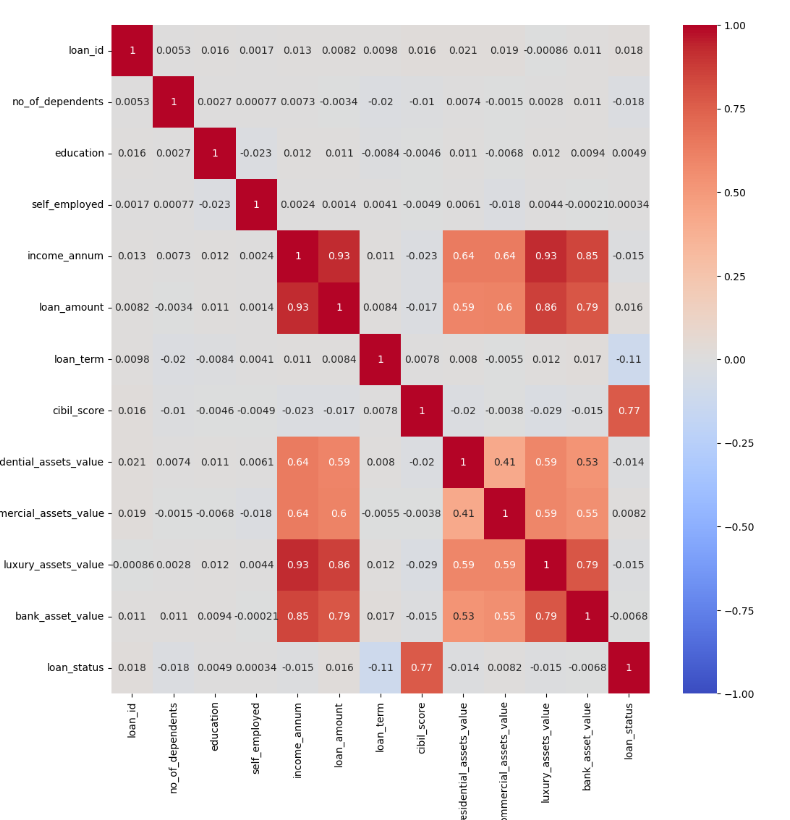 loan_id 1 0.0053 0.016 0.0017 0.013 0.0082 0.0098 0.016 0.021 0.019 -0.00086 0.011 0.018
no_of_dependents 0.0053 1 0.0027 0.00077 0.0073 -0.0034 -0.02 -0.01 0.0074 -0.0015 0.0028 0.011 -0.018
education 0.016 0.0027 1 -0.023 0.012 0.011 -0.0084 -0.0046 0.011 -0.0068 0.012 0.0094 0.0049
self_employed 0.0017 0.00077 -0.023 1 0.0024 0.0014 0.0041 -0.0049 0.0061 -0.018 0.0044 -0.00021 0.00034
income_annum 0.013 0.0073 0.012 0.0024 1 0.93 0.011 -0.023 0.64 0.64 0.93 0.85 -0.015
loan_amount 0.0082 -0.0034 0.011 0.0014 0.93 1 0.0084 -0.017 0.59 0.6 0.86 0.79 0.016
loan_term 0.0098 -0.02 -0.0084 0.0041 0.011 0.0084 1 0.0078 0.008 -0.0055 0.012 0.017 -0.11
cibil_score 0.016 -0.01 -0.0046 -0.0049 -0.023 -0.017 0.0078 1 -0.02 -0.0038 -0.029 -0.015 0.77
dential_assets_value 0.021 0.0074 0.011 0.0061 0.64 0.59 0.008 -0.02 1 0.41 0.59 0.53 -0.014
mercial_assets_value 0.019 -0.0015 -0.0068 -0.018 0.64 0.6 -0.0055 -0.0038 0.41 1 0.59 0.55 0.0082
luxury_assets_value -0.00086 0.0028 0.012 0.0044 0.93 0.86 0.012 -0.029 0.59 0.59 1 0.79 -0.015
bank_asset_value 0.011 0.011 0.0094 -0.00021 0.85 0.79 0.017 -0.015 0.53 0.55 0.79 1 -0.0068
loan_status 0.018 -0.018 0.0049 0.00034 -0.015 0.016 -0.11 0.77 -0.014 0.0082 -0.015 -0.0068 1
loan_id
no_of_dependents
education
self_employed
income_annum
loan_amount
loan_term
cibil_score
esidential_assets_value
ommercial_assets_value
luxury_assets_value
bank_asset_value
loan_status
1.00
0.75
0.50
0.25
0.00
−0.25
−0.50
−0.75
−1.00